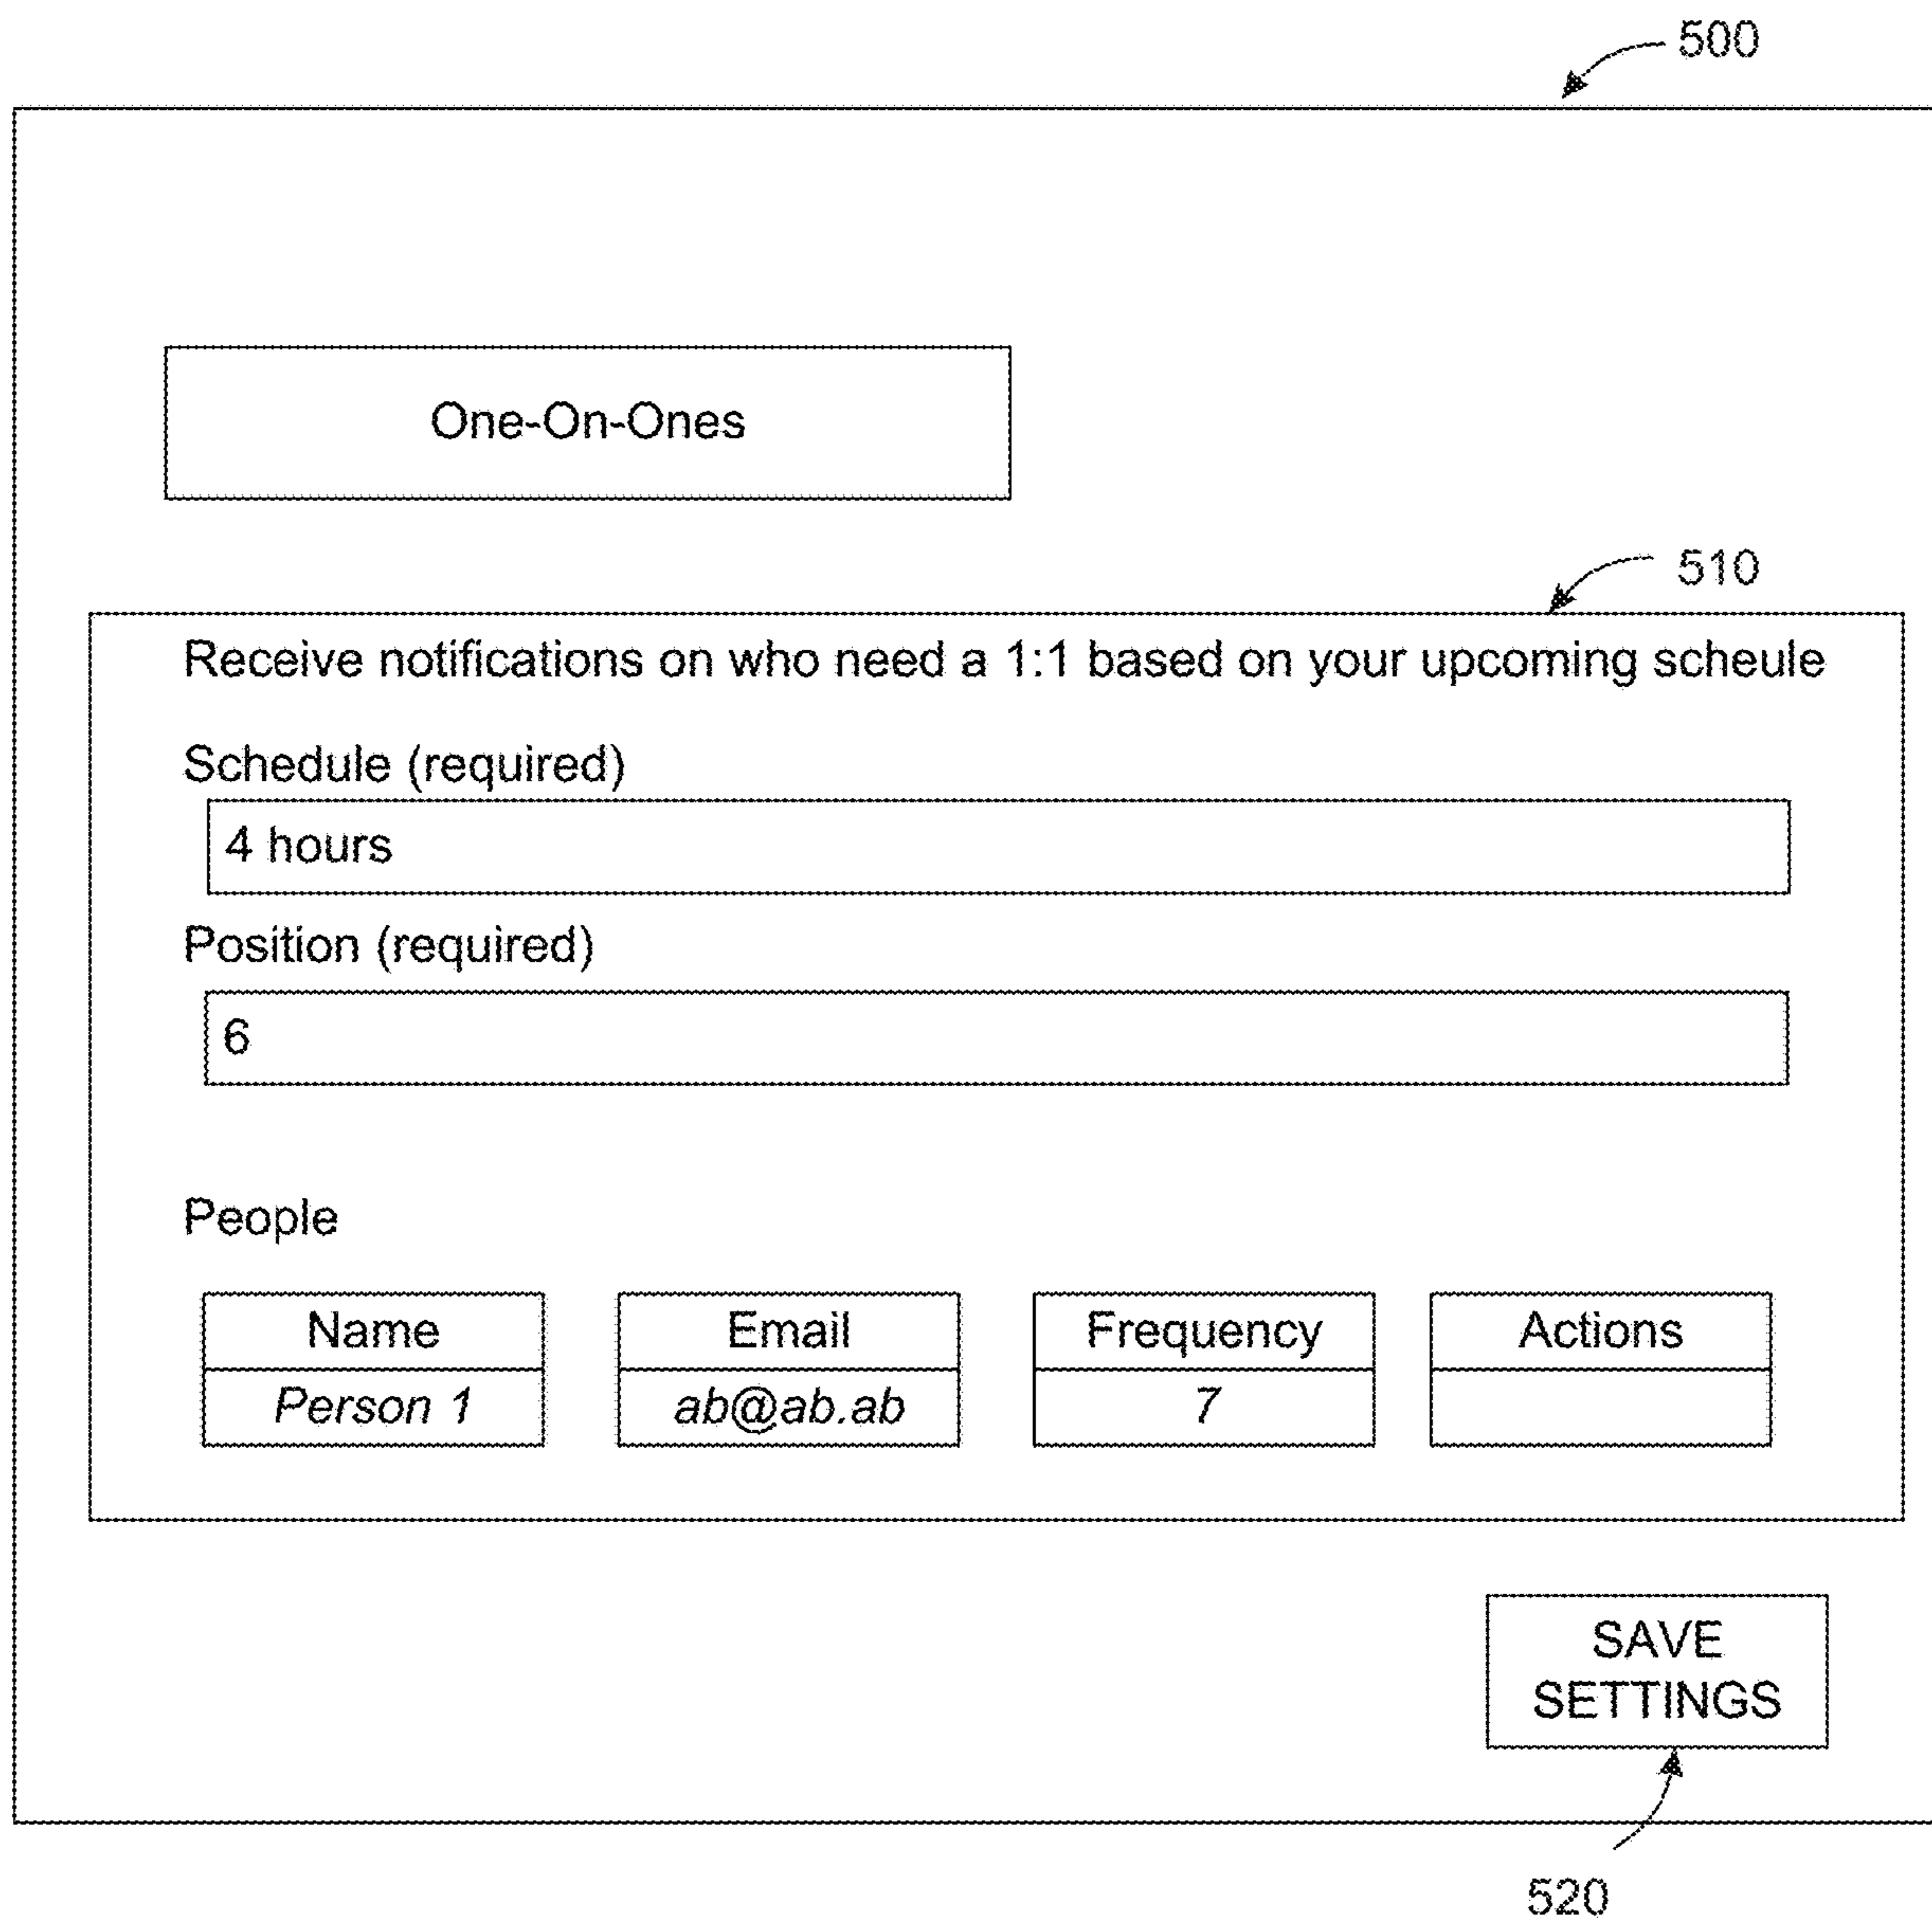 500
One-On-Ones
510
Receive notifications on who need a 1:1 based on your upcoming scheule
Schedule (required)
4 hours
Position (required)
6
People
Name Email Frequency Actions
Person 1 ab@ab.ab 7
SAVE
SETTINGS
520